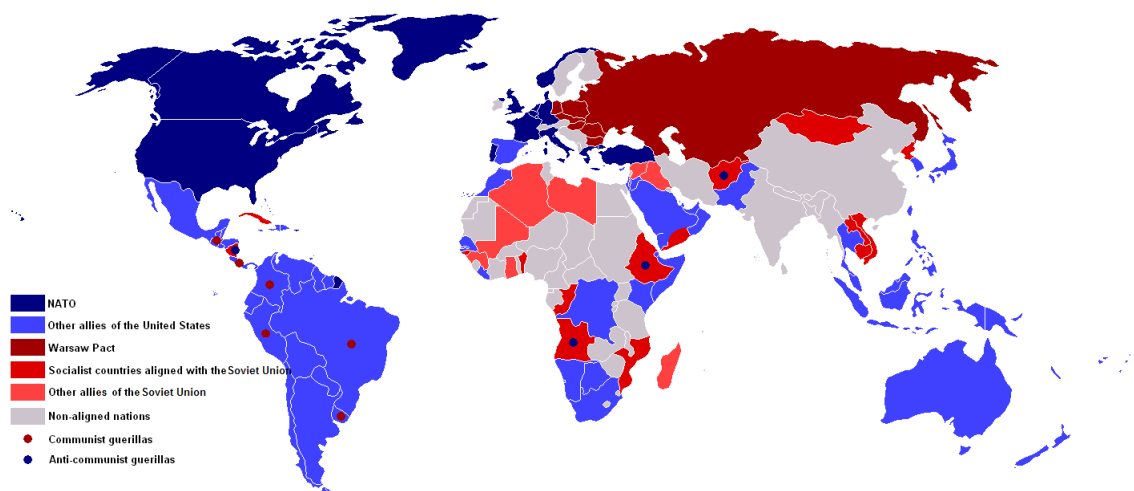 NATO
Other allies of the United States
Warsaw Pact
Socialist countries aligned with the Soviet Union
Other allies of the Soviet Union
Non-aligned nations
Communist guerillas
Anti-communist guerillas